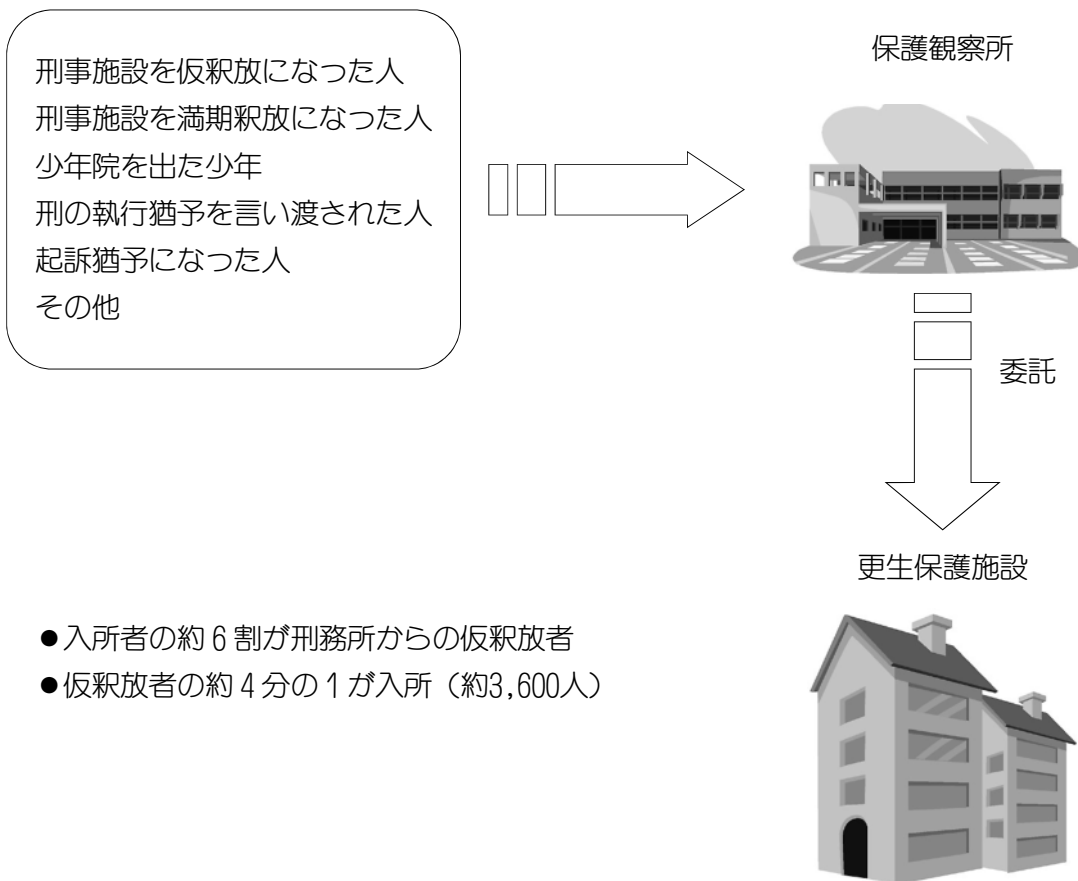 刑事施設を仮釈放になった人
刑事施設を満期釈放になった人
少年院を出た少年
刑の執行猶予を言い渡された人
起訴猶予になった人
その他
保護観察所
委託
更生保護施設
●入所者の約6割が刑務所からの仮釈放者
●仮釈放者の約4分の1が入所（約3,600人）